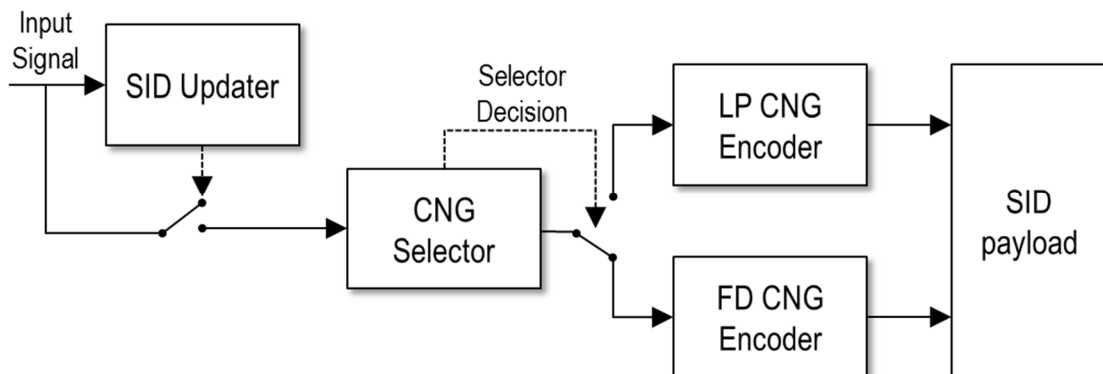 Input
Signal
SID Updater
Selector
Decision
CNG
Selector
LP CNG
Encoder
FD CNG
Encoder
SID
payload